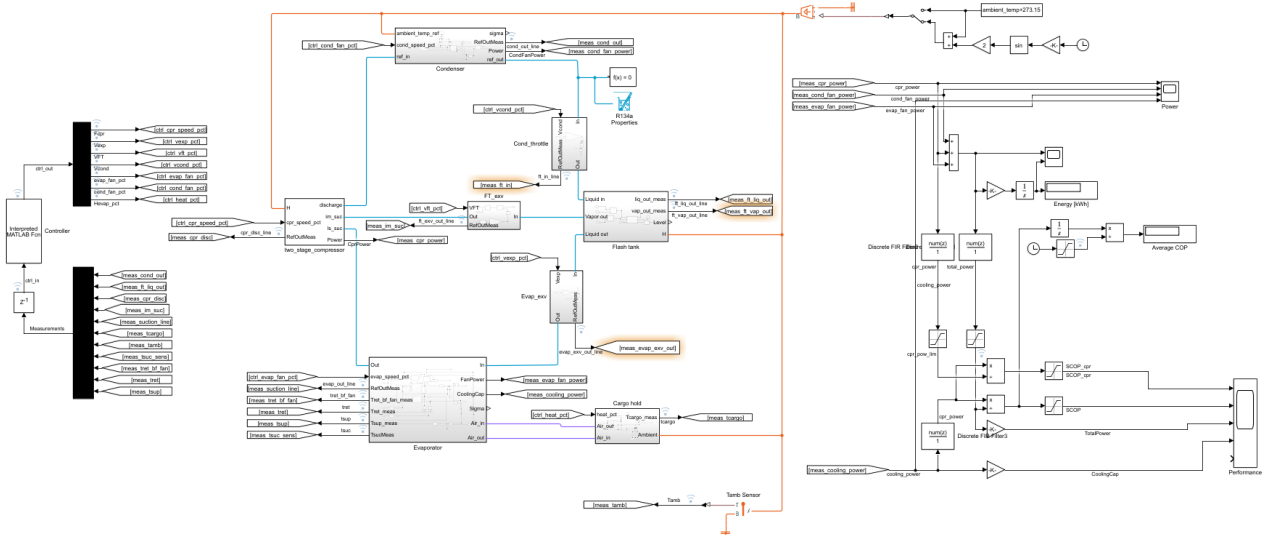 ambient_temp+273.15
B
+
+
2
sin
-K-
ambient_temp_ref
sigma
cond_speed_pct
RefOutMeas
Power
ref_in
ref_out
Condenser
[ctrl_cond_fan_pct]
cond_out_line
[meas_cond_out]
[meas_cond_fan_power]
CondFanPower
f(x) = 0
R134a
Properties
[ctrl_vcond_pct]
Vcond
In
RefOutMeas
Out
Cond_throttle
ft_in_line
[meas_ft_in]
FT_exv
[ctrl_vft_pct]
VFT
Out
In
RefOutMeas
ft_exv_out_line
[meas_im_suc]
Liquid in
liq_out_meas
Vapor out
vap_out_meas
Level
Liquid out
H
Flash tank
[meas_ft_liq_out]
ft_liq_out_line
[meas_ft_vap_out]
ft_vap_out_line
H
discharge
im_suc
cpr_speed_pct
ls_suc
RefOutMeas
Power
two_stage_compressor
[ctrl_cpr_speed_pct]
cpr_disc_line
[meas_cpr_disc]
CprPower
[meas_cpr_power]
[ctrl_vexp_pct]
Vexp
In
Out
RefOutMeas
Evap_exv
evap_exv_out_line
[meas_evap_exv_out]
Interpreted
MATLAB Fcn
Controller
ctrl_out
Fcpr
Vexp
VFT
Vcond
evap_fan_pct
cond_fan_pct
Hevap_pct
[ctrl_cpr_speed_pct]
[ctrl_vexp_pct]
[ctrl_vft_pct]
[ctrl_vcond_pct]
[ctrl_evap_fan_pct]
[ctrl_cond_fan_pct]
[ctrl_heat_pct]
ctrl_in
Z-1
Measurements
[meas_cond_out]
[meas_ft_liq_out]
[meas_cpr_disc]
[meas_im_suc]
[meas_suction_line]
[meas_tcargo]
[meas_tamb]
[meas_tsuc_sens]
[meas_tret_bf_fan]
[meas_tret]
[meas_tsup]
Out
In
evap_speed_pct
FanPower
RefOutMeas
CoolingCap
Tret_bf_fan_meas
Tret_meas
Sigma
Tsup_meas
Air_in
TsucMeas
Air_out
Evaporator
[ctrl_evap_fan_pct]
evap_out_line
[meas_suction_line]
tret_bf_fan
[meas_tret_bf_fan]
tret
[meas_tret]
tsup
[meas_tsup]
tsuc
[meas_tsuc_sens]
[meas_evap_fan_power]
[meas_cooling_power]
[ctrl_heat_pct]
heat_pct
Tcargo_meas
Air_out
Air_in
Ambient
Cargo hold
tcargo
[meas_tcargo]
Tamb Sensor
Tamb
[meas_tamb]
T
B
[meas_cpr_power]
cpr_power
[meas_cond_fan_power]
cond_fan_power
[meas_evap_fan_power]
evap_fan_power
Power
-K-
Energy [kWh]
Average COP
num(z)
1
num(z)
1
cpr_power
total_power
cooling_power
cpr_pow_lim
SCOP_cpr
SCOP_cpr
SCOP
cpr_power
num(z)
1
Discrete FIR Filter3
-K-
TotalPower
[meas_cooling_power]
cooling_power
-K-
CoolingCap
Performance